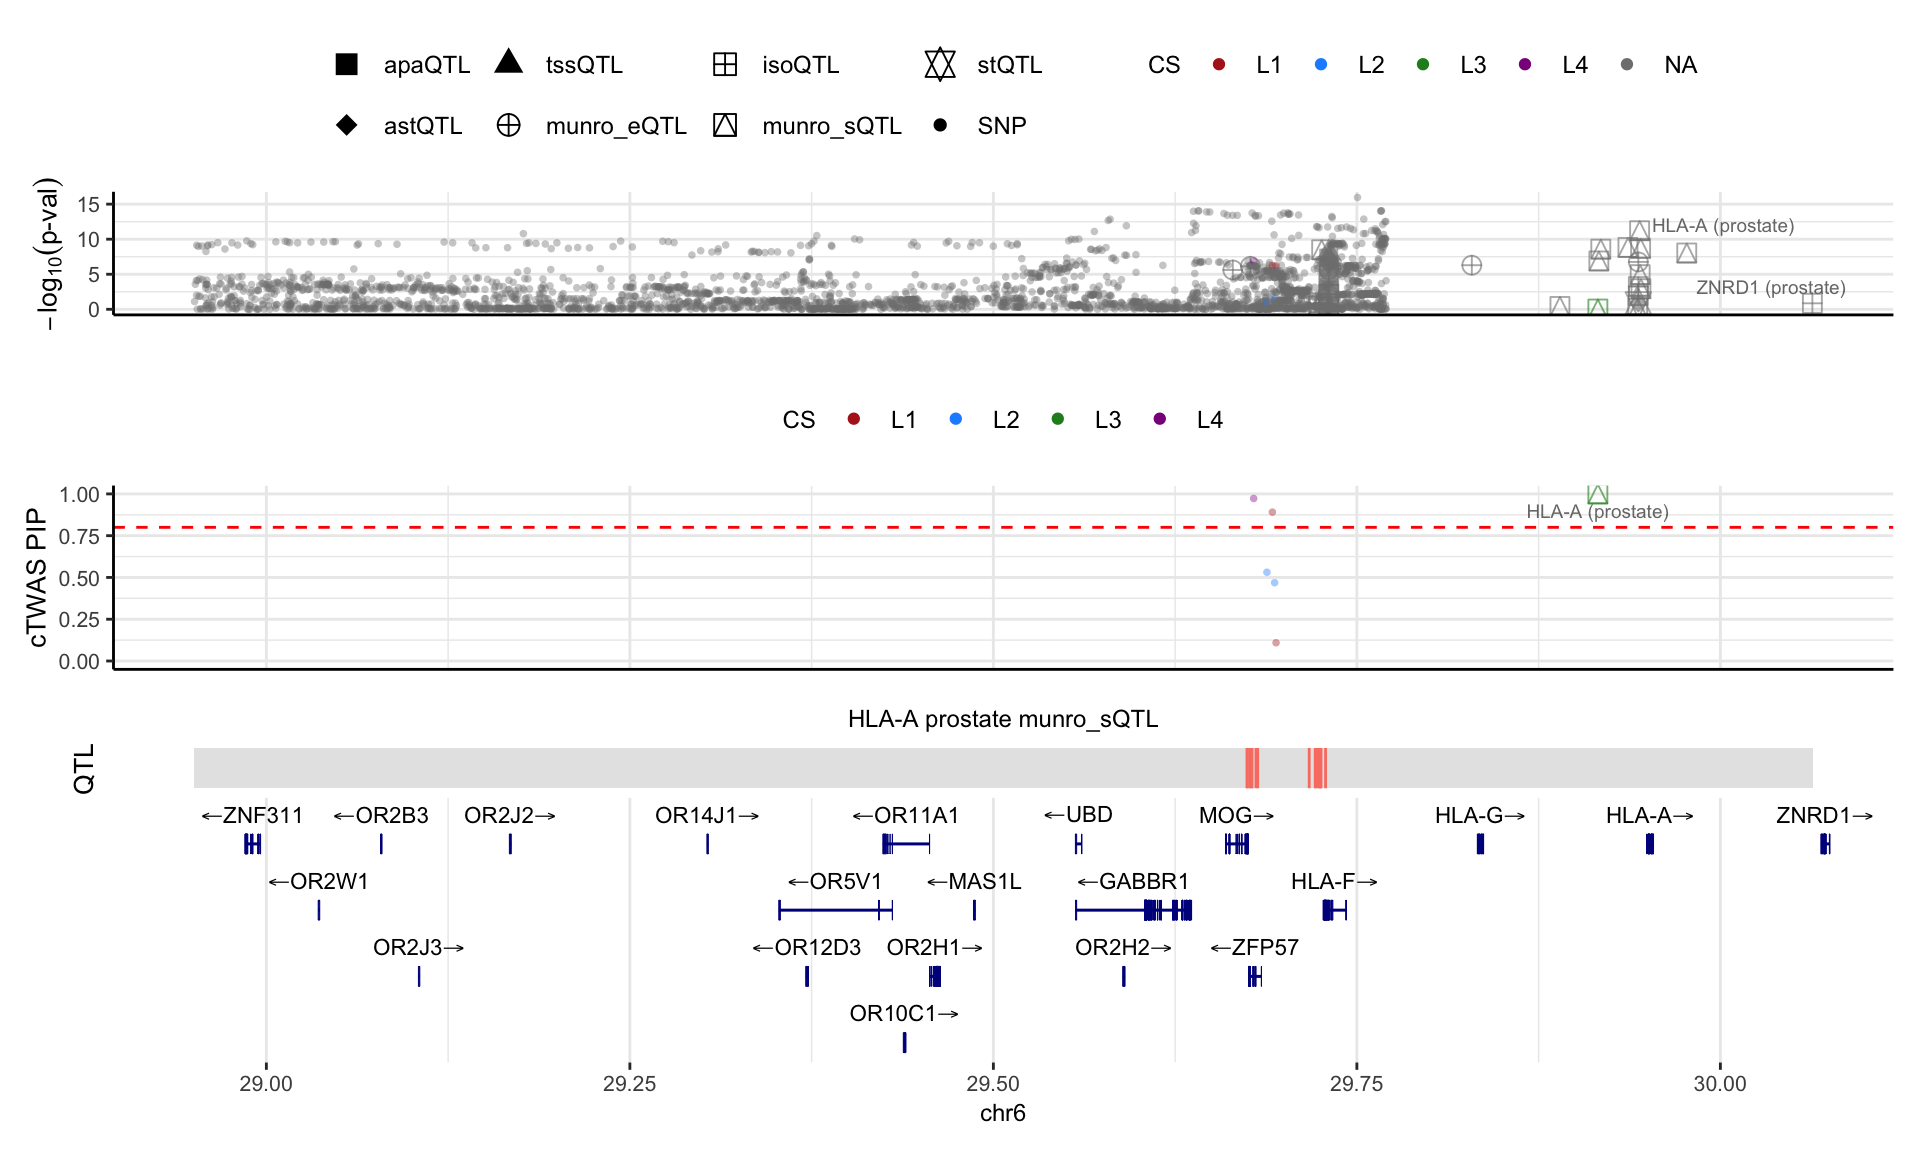 apaQTL tssQTL isoQTL stQTL CS L1 L2 L3 L4 NA
astQTL munro_eQTL munro_sQTL SNP
−log10(p-val)
15
10
5
0
HLA-A (prostate)
ZNRD1 (prostate)
CS L1 L2 L3 L4
cTWAS PIP
1.00
0.75
0.50
0.25
0.00
HLA-A (prostate)
HLA-A prostate munro_sQTL
QTL
←ZNF311 ←OR2B3 OR2J2→ OR14J1→ ←OR11A1 ←UBD MOG→ HLA-G→ HLA-A→ ZNRD1→
←OR2W1 ←OR5V1 ←MAS1L ←GABBR1 HLA-F→
OR2J3→ ←OR12D3 OR2H1→ OR2H2→ ←ZFP57
OR10C1→
29.00 29.25 29.50 29.75 30.00
chr6